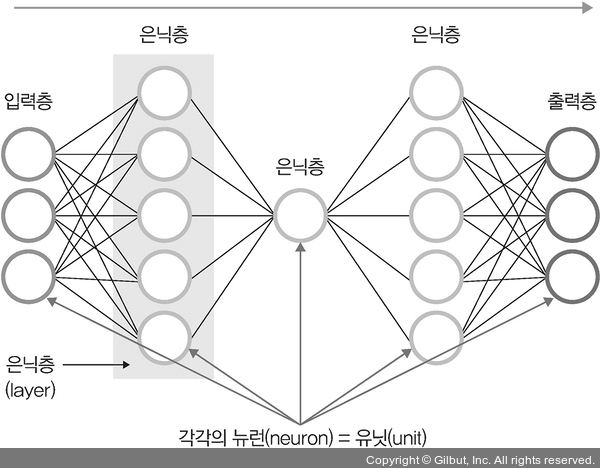 은닉층
은닉층
입력층
출력층
은닉층
은닉층
(layer)
각각의 뉴런(neuron) = 유닛(unit)
Copyright © Gilbut, Inc. All rights reserved.